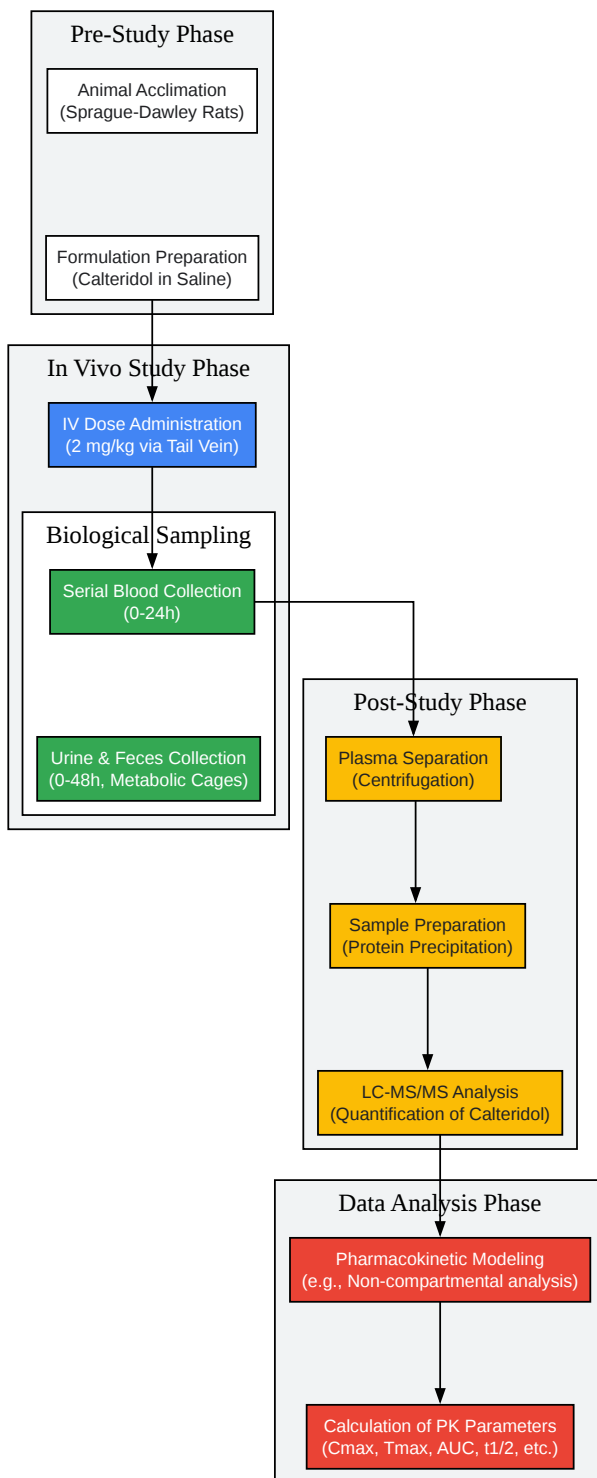 Pre-Study Phase
Animal Acclimation
(Sprague-Dawley Rats)
Formulation Preparation
(Calteridol in Saline)
In Vivo Study Phase
IV Dose Administration
(2 mg/kg via Tail Vein)
Biological Sampling
Serial Blood Collection
(0-24h)
Urine & Feces Collection
(0-48h, Metabolic Cages)
Post-Study Phase
Plasma Separation
(Centrifugation)
Sample Preparation
(Protein Precipitation)
LC-MS/MS Analysis
(Quantification of Calteridol)
Data Analysis Phase
Pharmacokinetic Modeling
(e.g., Non-compartmental analysis)
Calculation of PK Parameters
(Cmax, Tmax, AUC, t1/2, etc.)